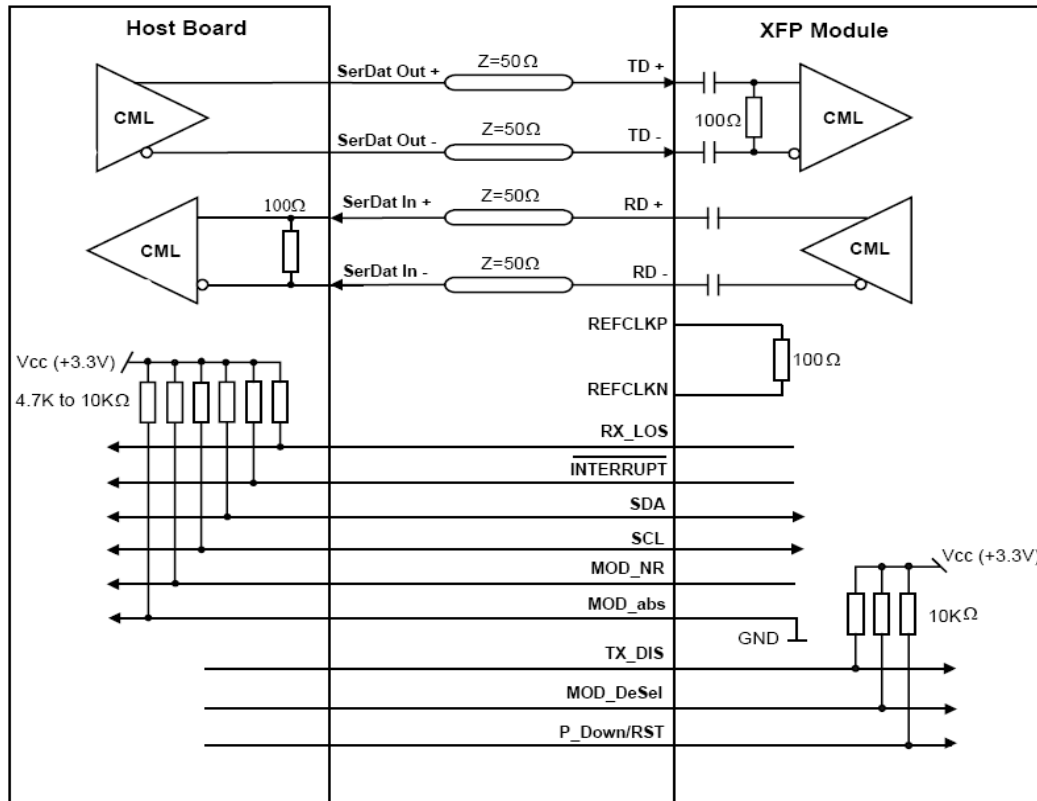 Host Board
XFP Module
SerDat Out +
Z=50Ω
TD +
CML
100Ω
CML
SerDat Out -
Z=50Ω
TD -
100Ω
SerDat In +
Z=50Ω
RD +
CML
CML
SerDat In -
Z=50Ω
RD -
REFCLKP
Vcc (+3.3V)
100Ω
4.7K to 10KΩ
REFCLKN
RX_LOS
INTERRUPT
SDA
SCL
Vcc (+3.3V)
MOD_NR
MOD_abs
10KΩ
GND
TX_DIS
MOD_DeSel
P_Down/RST